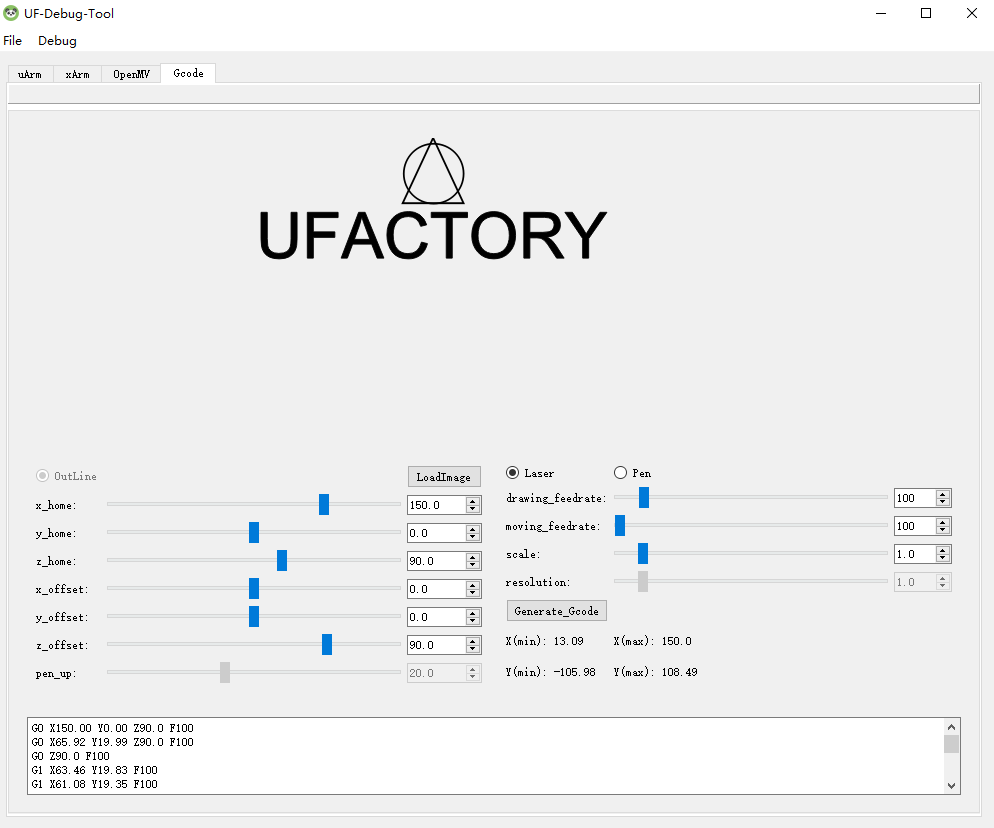 UF-Debug-Tool
File Debug
uArm xArm OpenMV Gcode
UFACTORY
OutLine LoadImage
x_home: 150.0
y_home: 0.0
z_home: 90.0
x_offset: 0.0
y_offset: 0.0
z_offset: 90.0
pen_up: 20.0
Laser Pen
drawing_feedrate: 100
moving_feedrate: 100
scale: 1.0
resolution: 1.0
Generate_Gcode
X(min): 13.09 X(max): 150.0
Y(min): -105.98 Y(max): 108.49
G0 X150.00 Y0.00 Z90.0 F100
G0 X65.92 Y19.99 Z90.0 F100
G0 Z90.0 F100
G1 X63.46 Y19.83 F100
G1 X61.08 Y19.35 F100